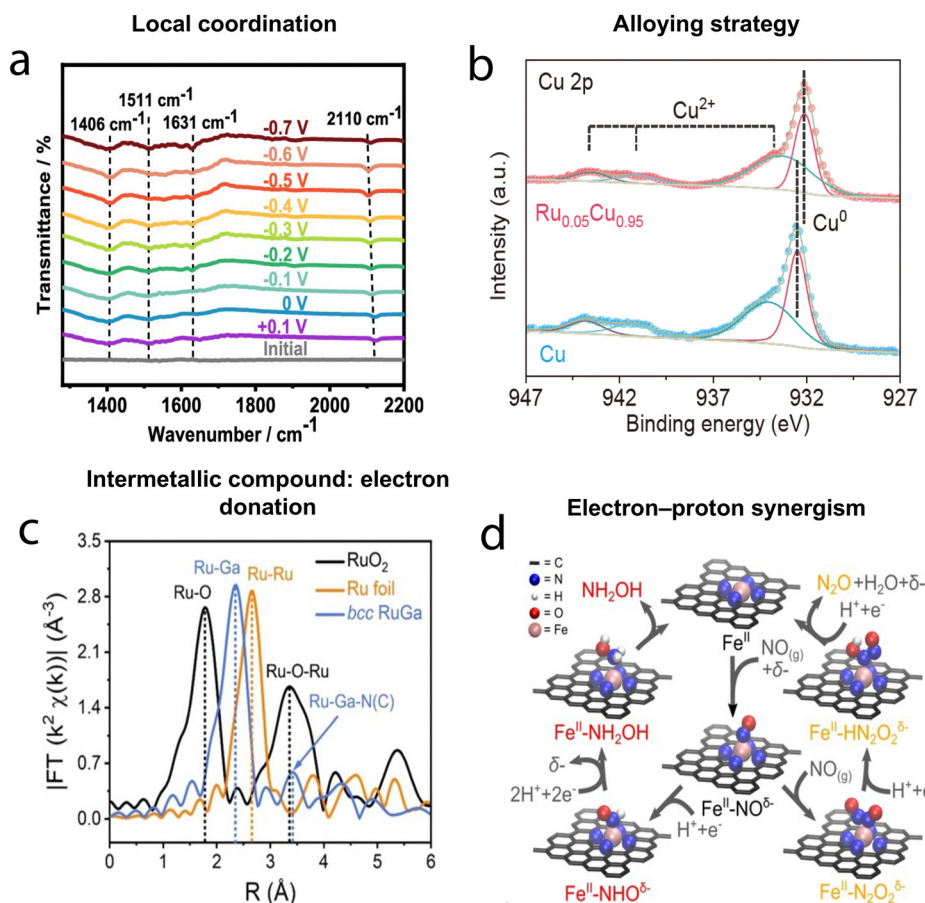 Local coordination
a
1406 cm⁻¹
1511 cm⁻¹
1631 cm⁻¹
2110 cm⁻¹
-0.7 V
-0.6 V
-0.5 V
-0.4 V
-0.3 V
-0.2 V
-0.1 V
0 V
+0.1 V
Initial
Transmittance / %
1400 1600 1800 2000 2200
Wavenumber / cm⁻¹
Alloying strategy
b
Cu 2p
Cu²⁺
Ru₀.₀₅Cu₀.₉₅
Cu⁰
Cu
Intensity (a.u.)
947 942 937 932 927
Binding energy (eV)
Intermetallic compound: electron
donation
c
3.5
2.8
2.1
1.4
0.7
0.0
|FT (k² χ(k))| (Å⁻³)
Ru-O
Ru-Ga
Ru-Ru
Ru-O-Ru
Ru-Ga-N(C)
RuO₂
Ru foil
bcc RuGa
0 1 2 3 4 5 6
R (Å)
Electron–proton synergism
d
= C
= N
= H
= O
= Fe
NH₂OH
Feᴵᴵ
N₂O +H₂O+δ-
H⁺+e⁻
NO(g)
+δ-
Feᴵᴵ-NH₂OH
Feᴵᴵ-HN₂O₂ᵟ⁻
δ-
2H⁺+2e⁻
Feᴵᴵ-NOᵟ⁻
NO(g)
H⁺+e⁻
H⁺+e
Feᴵᴵ-NHOᵟ⁻
Feᴵᴵ-N₂O₂ᵟ⁻